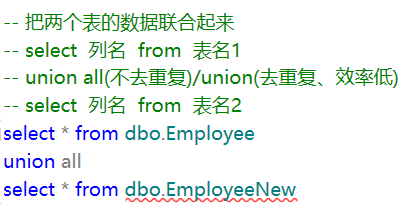 -- 把两个表的数据联合起来
-- select  列名  from  表名1
-- union all(不去重复)/union(去重复、效率低)
-- select  列名  from  表名2
select * from dbo.Employee
union all
select * from dbo.EmployeeNew